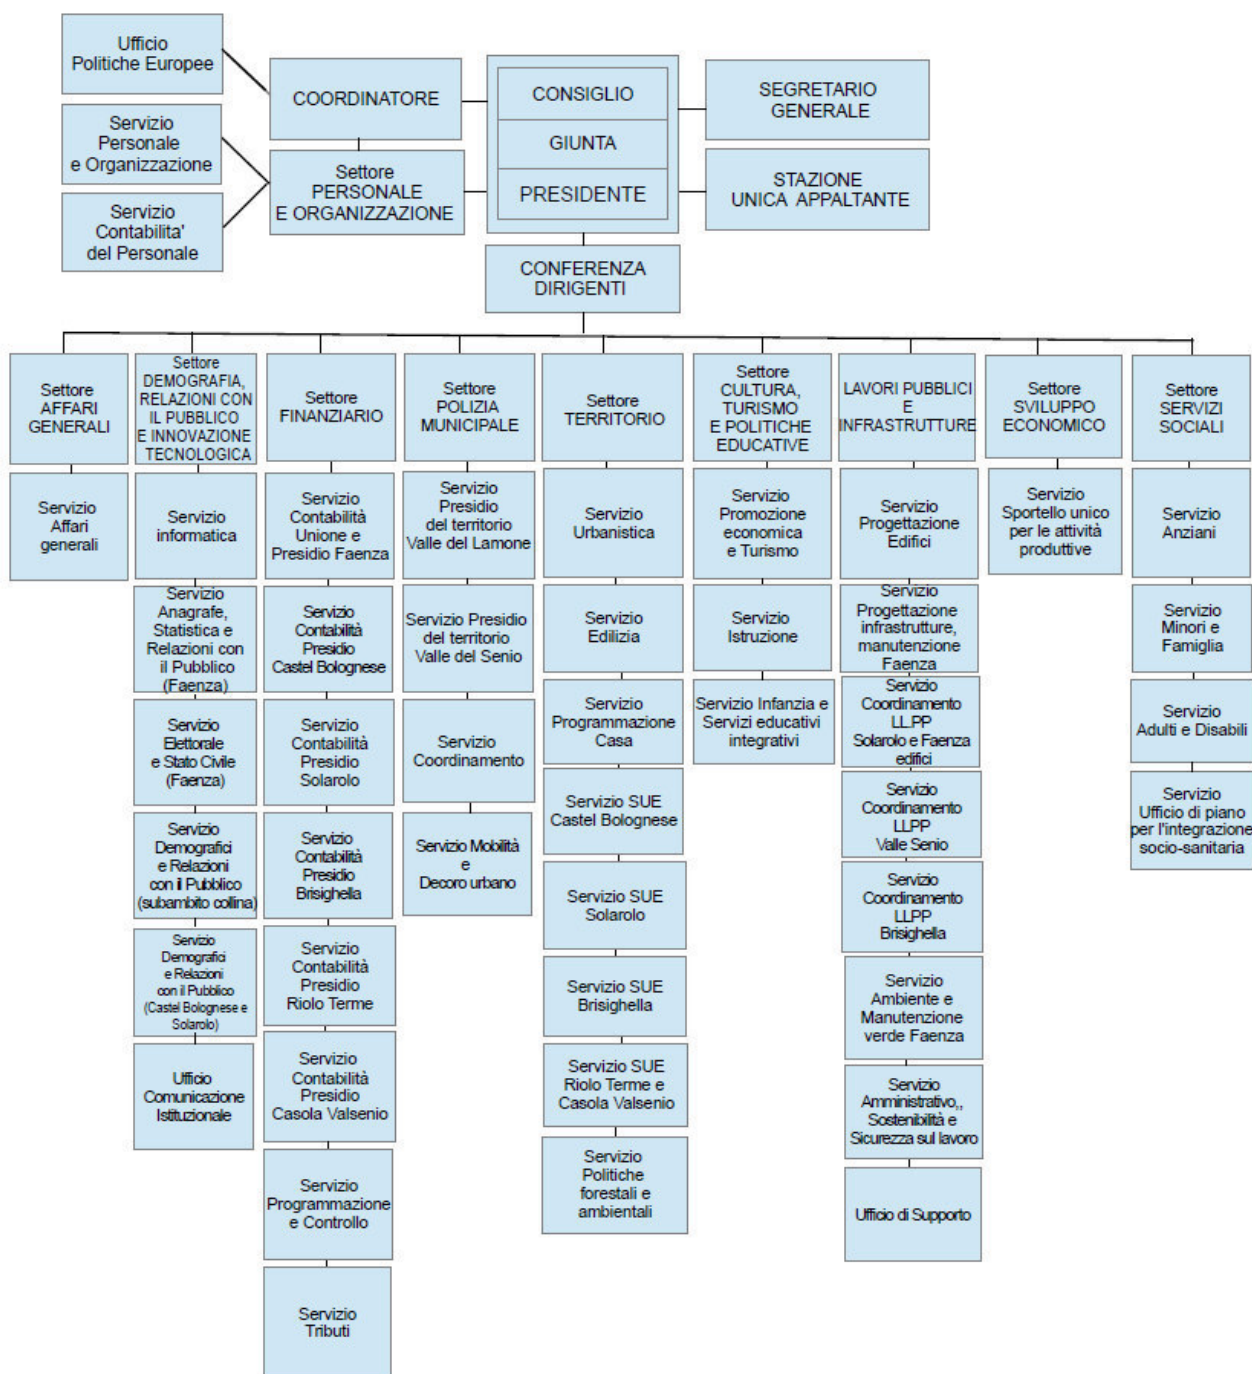 Ufficio
Politiche Europee
Servizio
Personale
e Organizzazione
Servizio
Contabilita'
del Personale
COORDINATORE
Settore
PERSONALE
E ORGANIZZAZIONE
CONSIGLIO
GIUNTA
PRESIDENTE
SEGRETARIO
GENERALE
STAZIONE
UNICA APPALTANTE
CONFERENZA
DIRIGENTI
Settore
AFFARI
GENERALI
Servizio
Affari
generali
Settore
DEMOGRAFIA,
RELAZIONI CON
IL PUBBLICO
E INNOVAZIONE
TECNOLOGICA
Servizio
informatica
Servizio
Anagrafe,
Statistica e
Relazioni con
il Pubblico
(Faenza)
Servizio
Elettorale
e Stato Civile
(Faenza)
Servizio
Demografici
e Relazioni
con il Pubblico
(subambito collina)
Servizio
Demografici
e Relazioni
con il Pubblico
(Castel Bolognese e
Solarolo)
Ufficio
Comunicazione
Istituzionale
Settore
FINANZIARIO
Servizio
Contabilità
Unione e
Presidio Faenza
Servizio
Contabilità
Presidio
Castel Bolognese
Servizio
Contabilità
Presidio
Solarolo
Servizio
Contabilità
Presidio
Brisighella
Servizio
Contabilità
Presidio
Riolo Terme
Servizio
Contabilità
Presidio
Casola Valsenio
Servizio
Programmazione
e Controllo
Servizio
Tributi
Settore
POLIZIA
MUNICIPALE
Servizio
Presidio
del territorio
Valle del Lamone
Servizio Presidio
del territorio
Valle del Senio
Servizio
Coordinamento
Servizio Mobilità
e
Decoro urbano
Settore
TERRITORIO
Servizio
Urbanistica
Servizio
Edilizia
Servizio
Programmazione
Casa
Servizio SUE
Castel Bolognese
Servizio SUE
Solarolo
Servizio SUE
Brisighella
Servizio SUE
Riolo Terme e
Casola Valsenio
Servizio
Politiche
forestali e
ambientali
Settore
CULTURA,
TURISMO
E POLITICHE
EDUCATIVE
Servizio
Promozione
economica
e Turismo
Servizio
Istruzione
Servizio Infanzia e
Servizi educativi
integrativi
LAVORI PUBBLICI
E
INFRASTRUTTURE
Servizio
Progettazione
Edifici
Servizio
Progettazione
infrastrutture,
manutenzione
Faenza
Servizio
Coordinamento
LL.PP
Solarolo e Faenza
edifici
Servizio
Coordinamento
LLPP
Valle Senio
Servizio
Coordinamento
LLPP
Brisighella
Servizio
Ambiente e
Manutenzione
verde Faenza
Servizio
Amministrativo,,
Sostenibilità e
Sicurezza sul lavoro
Ufficio di Supporto
Settore
SVILUPPO
ECONOMICO
Servizio
Sportello unico
per le attività
produttive
Settore
SERVIZI
SOCIALI
Servizio
Anziani
Servizio
Minori e
Famiglia
Servizio
Adulti e Disabili
Servizio
Ufficio di piano
per l'integrazione
socio-sanitaria